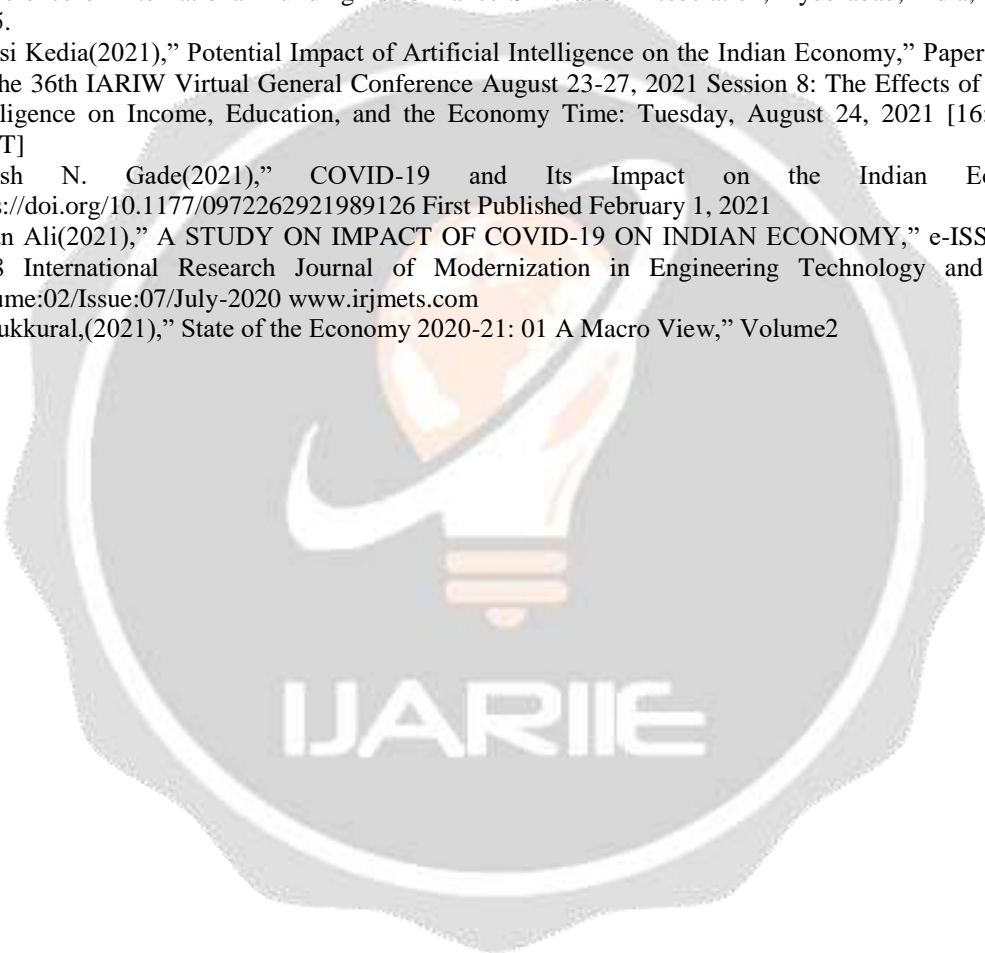 Hyderabad, India,
5.
si Kedia(2021),” Potential Impact of Artificial Intelligence on the Indian Economy,” Paper
he 36th IARIW Virtual General Conference August 23-27, 2021 Session 8: The Effects of
ligence on Income, Education, and the Economy Time: Tuesday, August 24, 2021 [16:
T]
sh N. Gade(2021),” COVID-19 and Its Impact on the Indian Ec
s://doi.org/10.1177/0972262921989126 First Published February 1, 2021
n Ali(2021),” A STUDY ON IMPACT OF COVID-19 ON INDIAN ECONOMY,” e-ISS
8 International Research Journal of Modernization in Engineering Technology and
ume:02/Issue:07/July-2020 www.irjmets.com
ukkural,(2021),” State of the Economy 2020-21: 01 A Macro View,” Volume2
IJARIIE